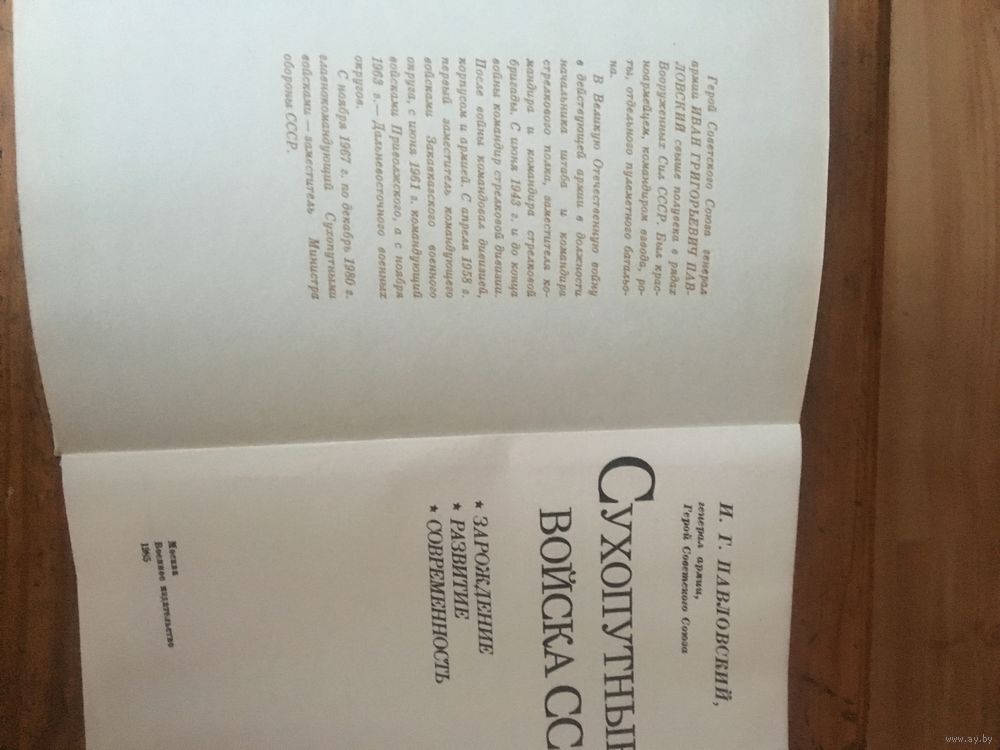 Герой Советского Союза генерал
армии ИВАН ГРИГОРЬЕВИЧ ПАВ-
ЛОВСКИЙ свыше полувека в рядах
Вооруженных Сил СССР. Был крас-
ноармейцем, командиром взвода, ро-
ты, отдельного пулеметного батальо-
на.
В Великую Отечественную войну
в действующей армии в должности
начальника штаба и командира
стрелкового полка, заместителя ко-
мандира и командира стрелковой
бригады. С июня 1943 г. и до конца
войны командир стрелковой дивизии.
После войны командовал дивизией,
корпусом и армией. С апреля 1958 г.
первый заместитель командующего
войсками Закавказского военного
округа, с июня 1961 г. командующий
войсками Приволжского, а с ноября
1963 г. — Дальневосточного военных
округов.
С ноября 1967 г. по декабрь 1980 г.
главнокомандующий Сухопутными
войсками — заместитель Министра
обороны СССР.
И. Г. ПАВЛОВСКИЙ,
генерал армии,
Герой Советского Союза
СУХОПУТНЫЕ
ВОЙСКА СС
★ ЗАРОЖДЕНИЕ
★ РАЗВИТИЕ
★ СОВРЕМЕННОСТЬ
Москва
Военное издательство
1985
www.ay.by